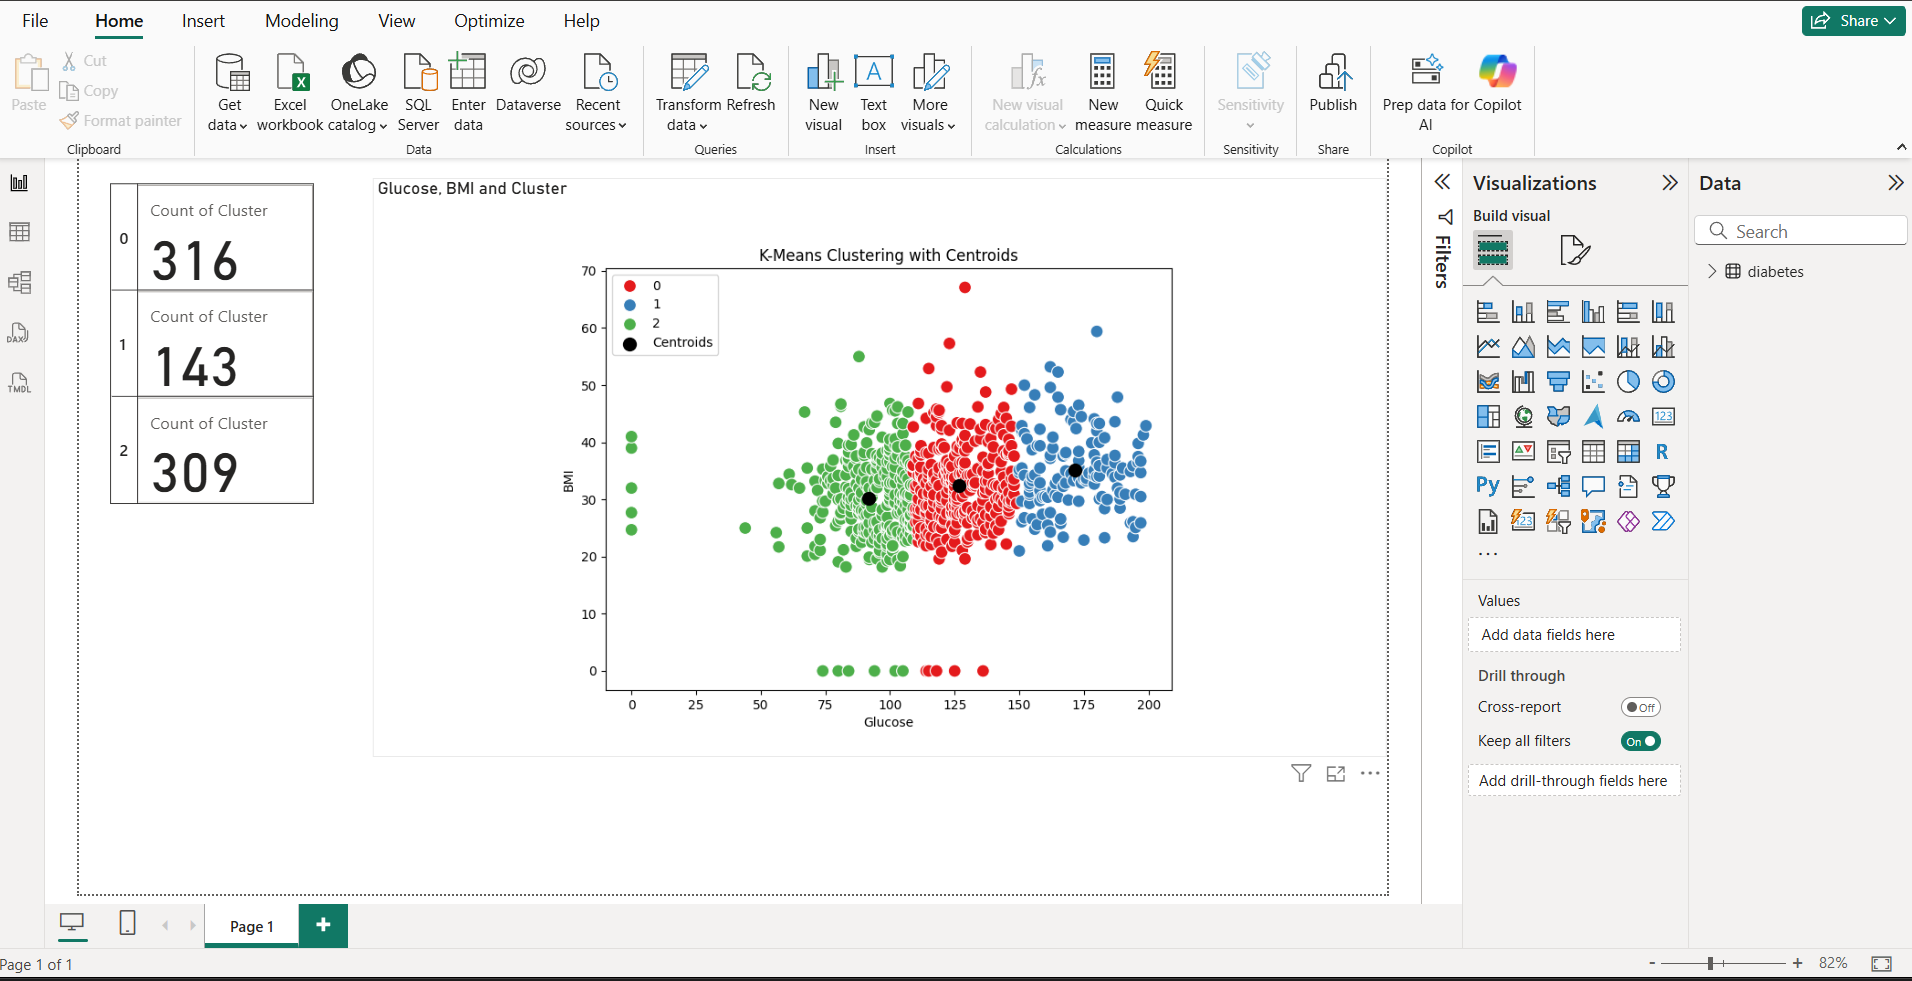 File Home Insert Modeling View Optimize Help
Share
Paste
Cut
Copy
Format painter
Clipboard
Get data
Excel workbook
OneLake catalog
SQL Server
Enter data
Dataverse
Recent sources
Data
Transform data
Refresh
Queries
New visual
Text box
More visuals
Insert
New visual calculation
New measure
Quick measure
Calculations
Sensitivity
Sensitivity
Publish
Share
Prep data for AI
Copilot
Copilot
DAX
TMDL
0
Count of Cluster
316
1
Count of Cluster
143
2
Count of Cluster
309
Glucose, BMI and Cluster
K-Means Clustering with Centroids
0
1
2
Centroids
70
60
50
40
30
20
10
0
BMI
0 25 50 75 100 125 150 175 200
Glucose
Filters
Visualizations
Build visual
123
R
Py
123
...
Values
Add data fields here
Drill through
Cross-report
Off
Keep all filters
On
Add drill-through fields here
Data
Search
diabetes
Page 1
+
Page 1 of 1
- + 82%